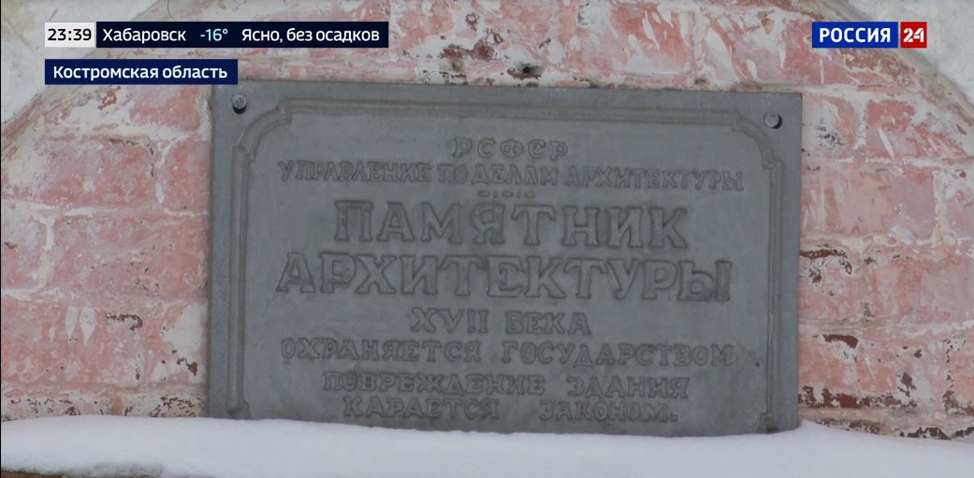 23:39 Хабаровск -16° Ясно, без осадков
РОССИЯ 24
Костромская область
РСФСР
УПРАВЛЕНИЕ ПО ДЕЛАМ АРХИТЕКТУРЫ
ПАМЯТНИК
АРХИТЕКТУРЫ
XVII ВЕКА
ОХРАНЯЕТСЯ ГОСУДАРСТВОМ
ПОВРЕЖДЕНИЕ ЗДАНИЯ
КАРАЕТСЯ ЗАКОНОМ.